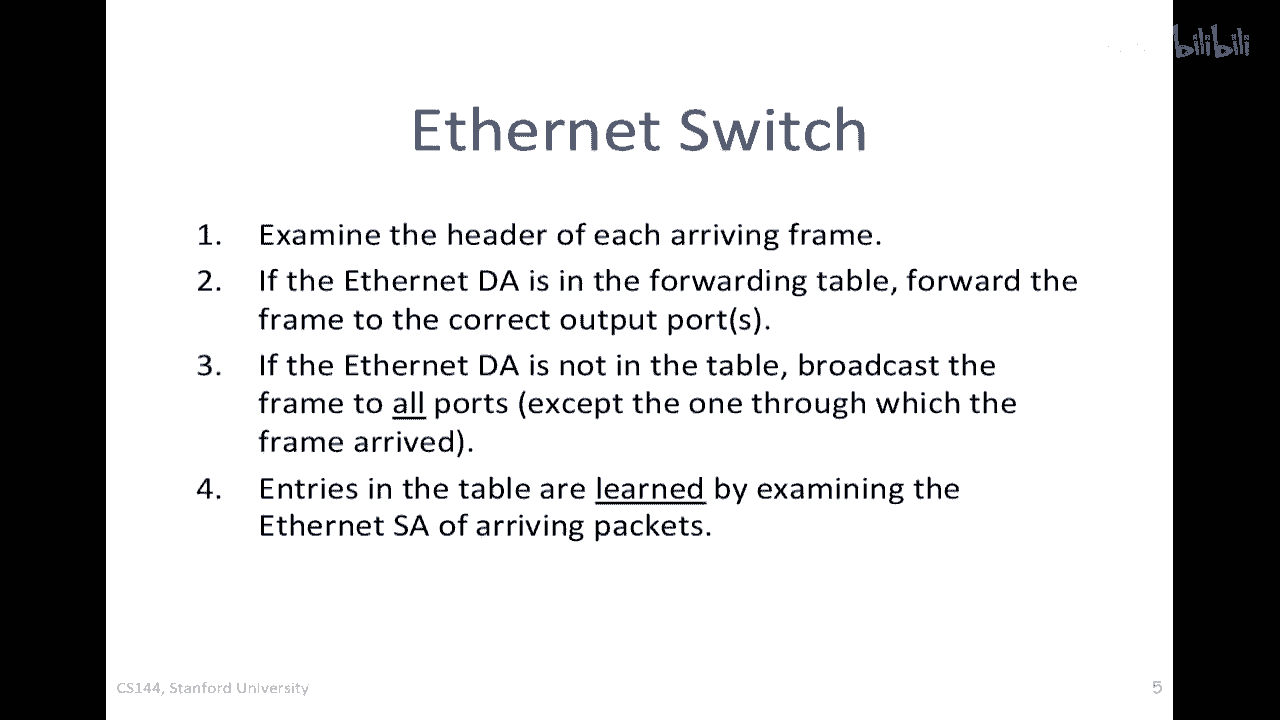 bilibili
Ethernet Switch
1. Examine the header of each arriving frame.
2. If the Ethernet DA is in the forwarding table, forward the
frame to the correct output port(s).
3. If the Ethernet DA is not in the table, broadcast the
frame to all ports (except the one through which the
frame arrived).
4. Entries in the table are learned by examining the
Ethernet SA of arriving packets.
CS144, Stanford University
5